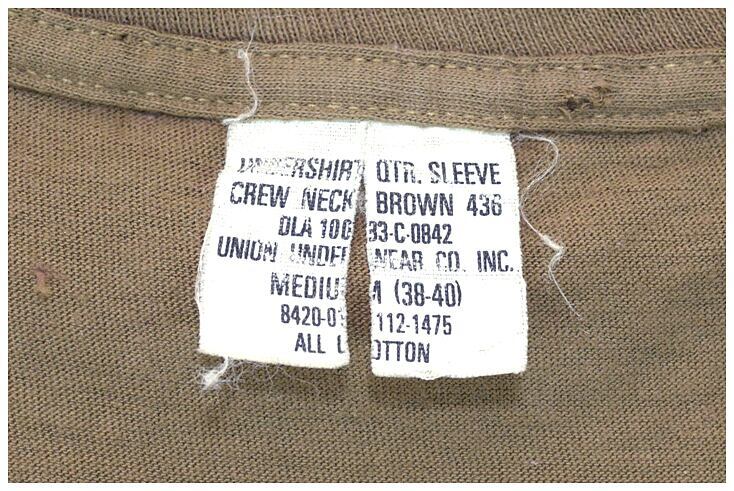 UNDERSHIRT QTR. SLEEVE
CREW NECK BROWN 436
DLA 100 83-C-0842
UNION UNDERWEAR CO. INC.
MEDIUM (38-40)
8420-01 112-1475
ALL COTTON